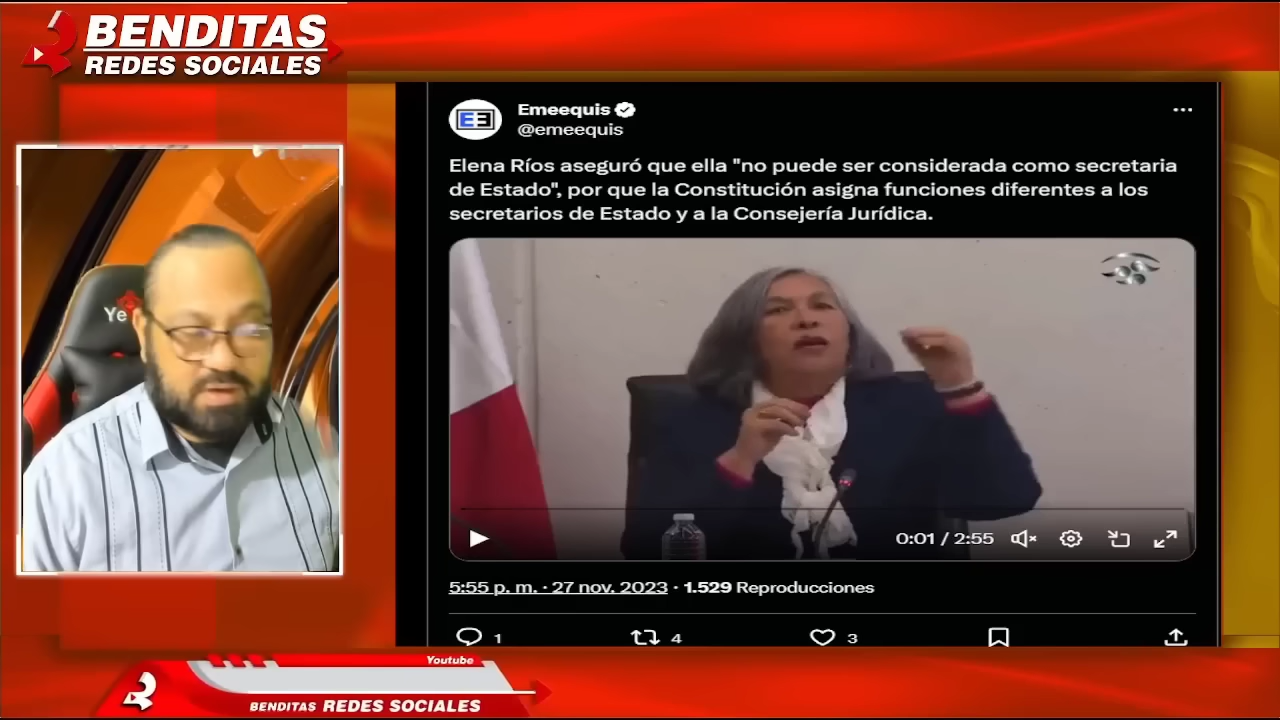 BENDITAS
REDES SOCIALES
Ye
Emeequis
@emeequis
Elena Ríos aseguró que ella "no puede ser considerada como secretaria
de Estado", por que la Constitución asigna funciones diferentes a los
secretarios de Estado y a la Consejería Jurídica.
0:01 / 2:55
5:55 p. m. · 27 nov. 2023 · 1.529 Reproducciones
1 4 3
Youtube
BENDITAS REDES SOCIALES